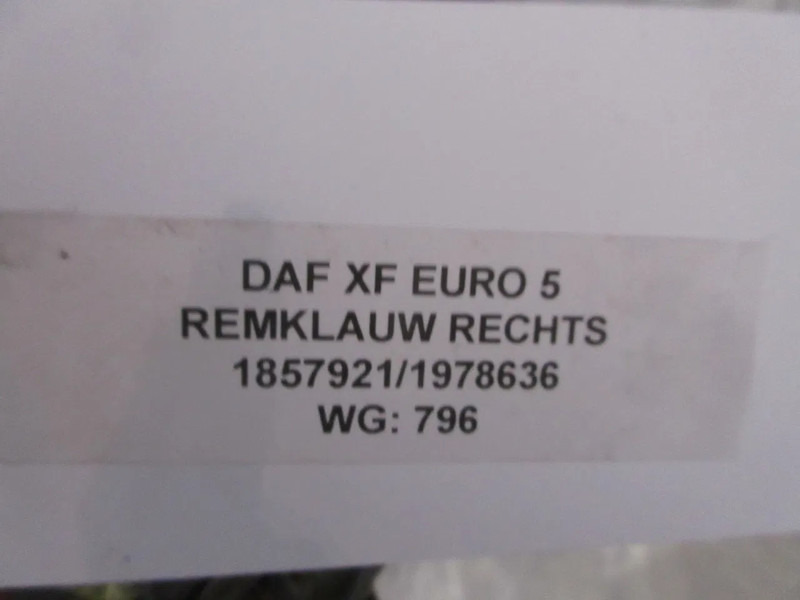 DAF XF EURO 5
REMKLAUW RECHTS
1857921/1978636
WG: 796